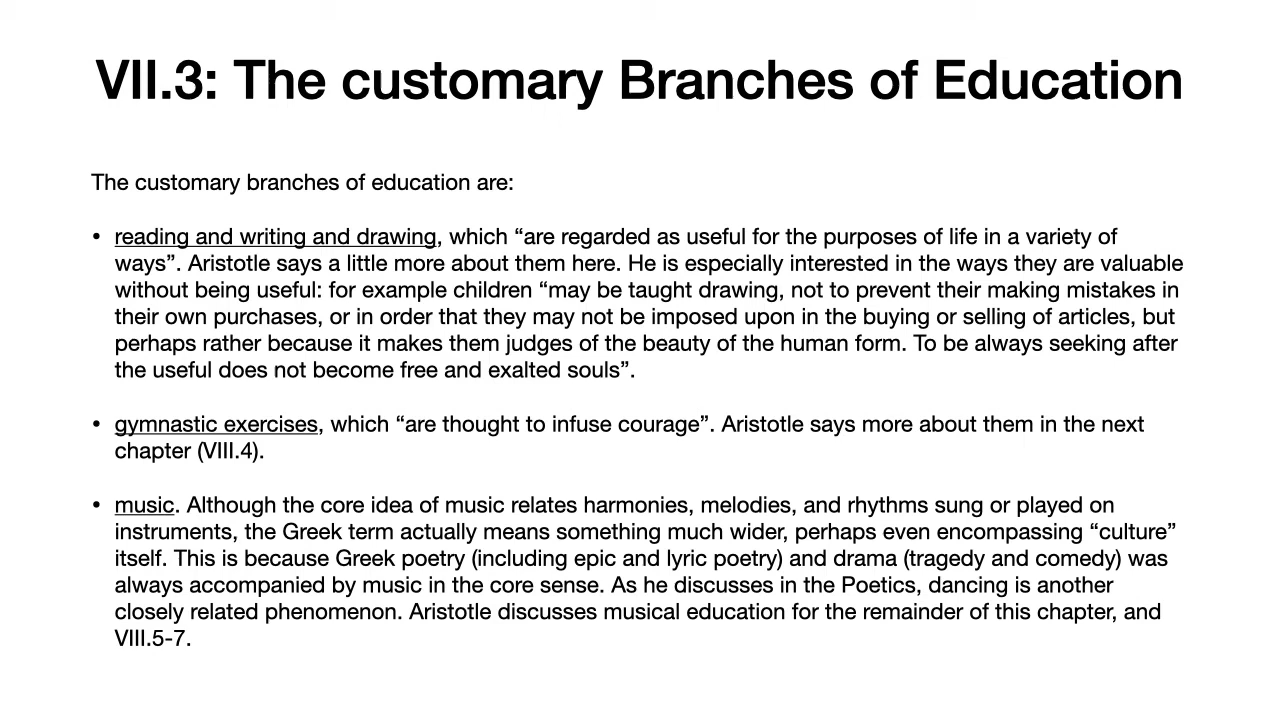 VII.3: The customary Branches of Education
The customary branches of education are:
• reading and writing and drawing, which “are regarded as useful for the purposes of life in a variety of
ways”. Aristotle says a little more about them here. He is especially interested in the ways they are valuable
without being useful: for example children “may be taught drawing, not to prevent their making mistakes in
their own purchases, or in order that they may not be imposed upon in the buying or selling of articles, but
perhaps rather because it makes them judges of the beauty of the human form. To be always seeking after
the useful does not become free and exalted souls”.
• gymnastic exercises, which “are thought to infuse courage”. Aristotle says more about them in the next
chapter (VIII.4).
• music. Although the core idea of music relates harmonies, melodies, and rhythms sung or played on
instruments, the Greek term actually means something much wider, perhaps even encompassing “culture”
itself. This is because Greek poetry (including epic and lyric poetry) and drama (tragedy and comedy) was
always accompanied by music in the core sense. As he discusses in the Poetics, dancing is another
closely related phenomenon. Aristotle discusses musical education for the remainder of this chapter, and
VIII.5-7.